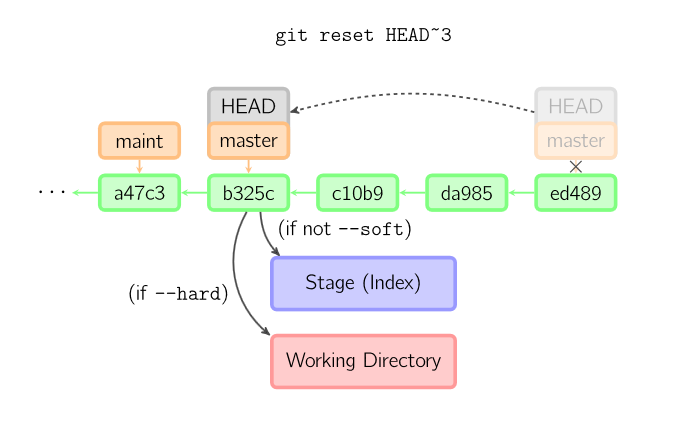 git reset HEAD~3
HEAD
HEAD
maint
master
master
...
a47c3
b325c
c10b9
da985
ed489
(if not --soft)
Stage (Index)
(if --hard)
Working Directory